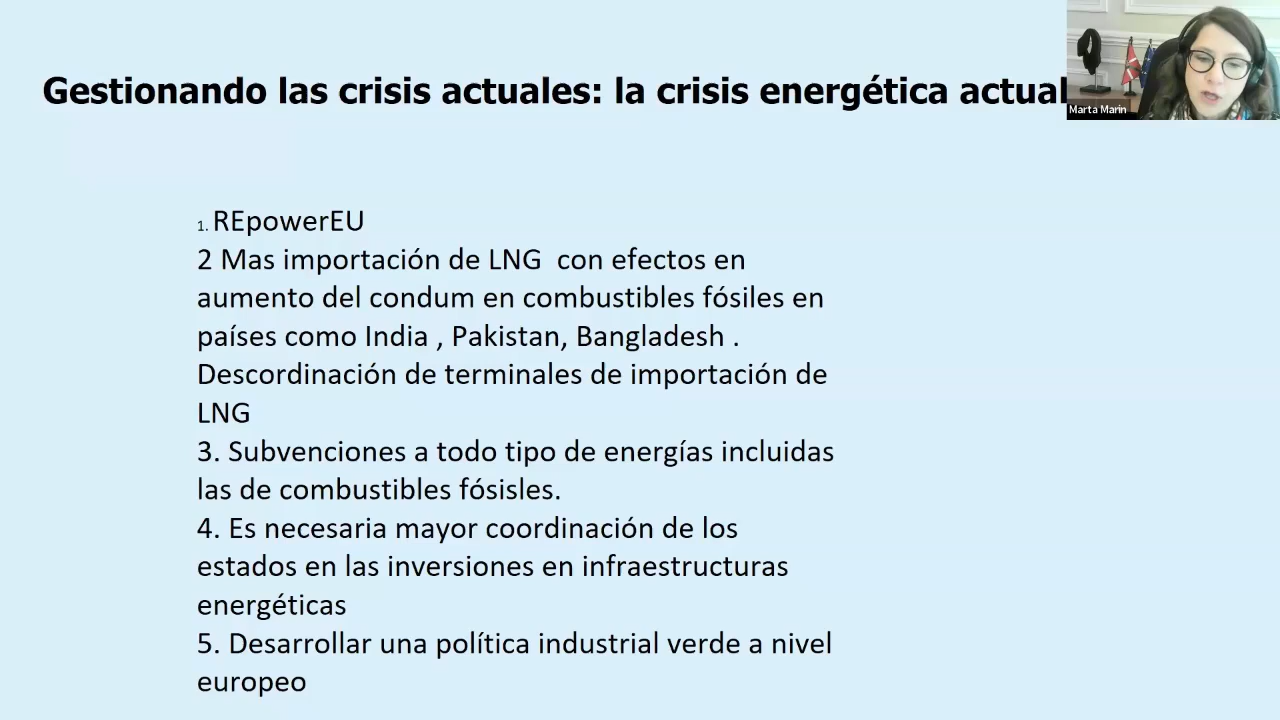 Gestionando las crisis actuales: la crisis energética actual
Marta Marin
1. REpowerEU
2 Mas importación de LNG  con efectos en
aumento del condum en combustibles fósiles en
países como India , Pakistan, Bangladesh .
Descordinación de terminales de importación de
LNG
3. Subvenciones a todo tipo de energías incluidas
las de combustibles fósisles.
4. Es necesaria mayor coordinación de los
estados en las inversiones en infraestructuras
energéticas
5. Desarrollar una política industrial verde a nivel
europeo